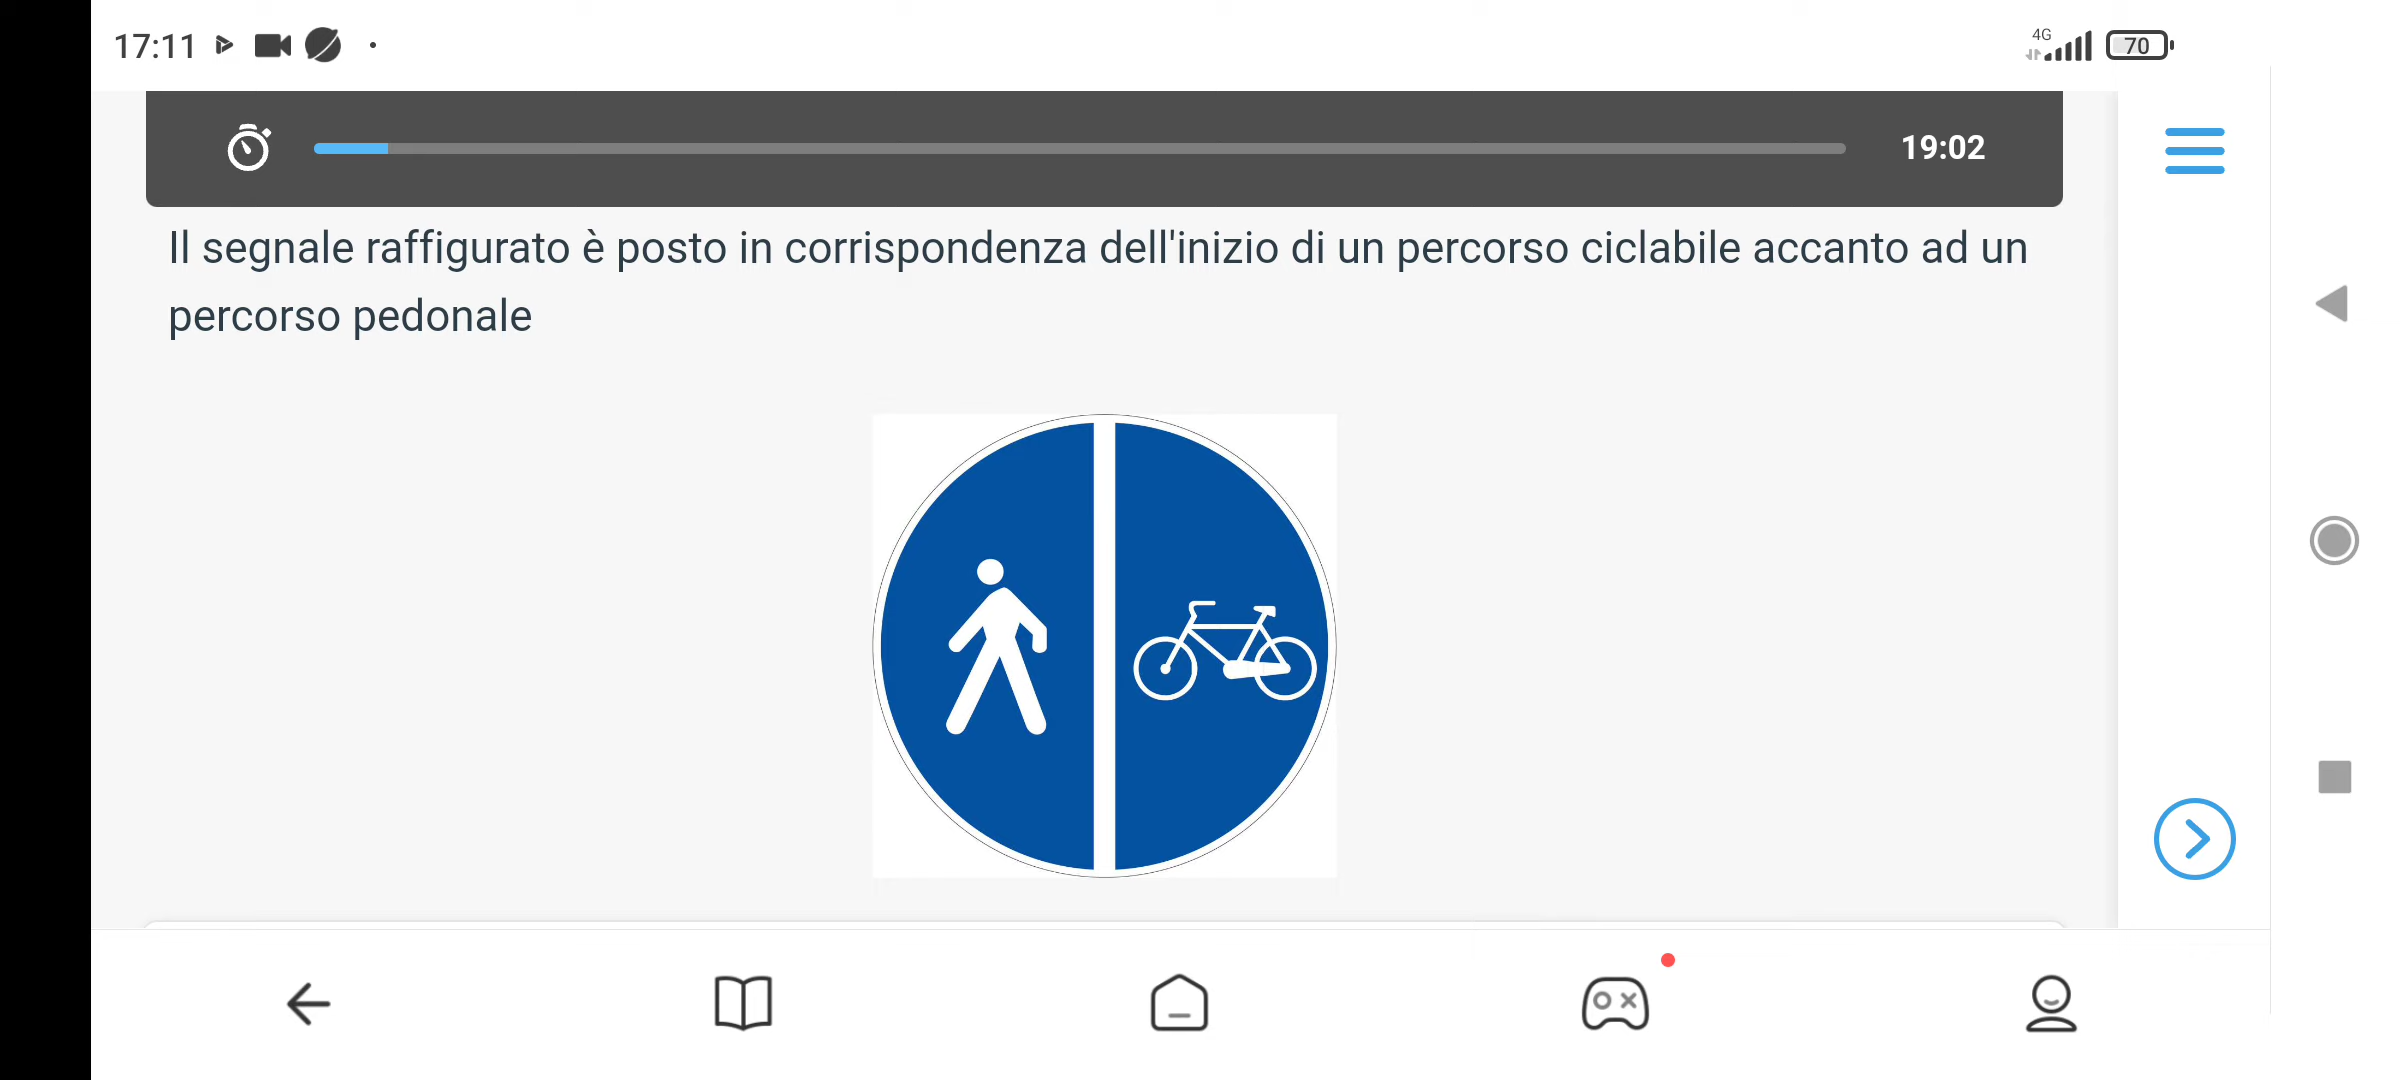 17:11
4G
70
19:02
Il segnale raffigurato è posto in corrispondenza dell'inizio di un percorso ciclabile accanto ad un
percorso pedonale